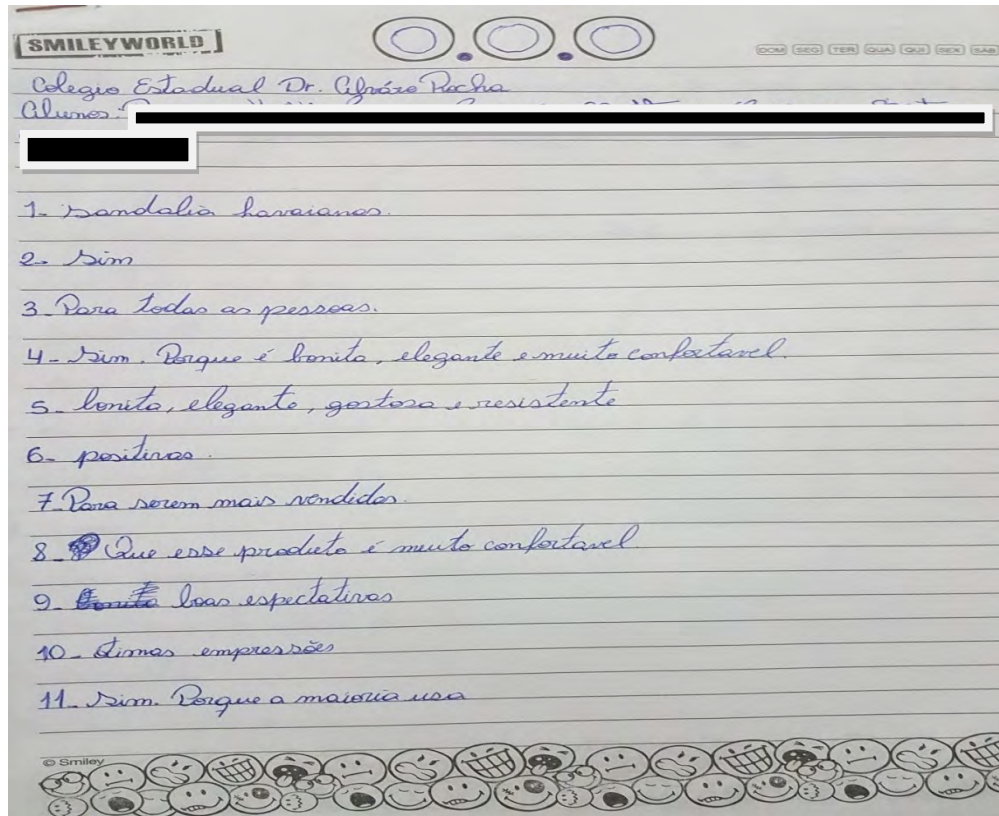 SMILEYWORLD
DOM SEG TER QUA QUI SEX SAB
Colegio Estadual Dr. Alváro Rocha
Alunos:
1- Sandalia havaianas.
2- Sim
3- Para todas as pessoas.
4- Sim. Porque é bonita, elegante e muito confortavel.
5- bonita, elegante, gostosa e resistente
6- positivas.
7- Para serem mais vendidas.
8- Que esse produto é muito confortavel
9- boas espectativas
10- Otimas empressões
11- Sim. Porque a maioria usa
© Smiley